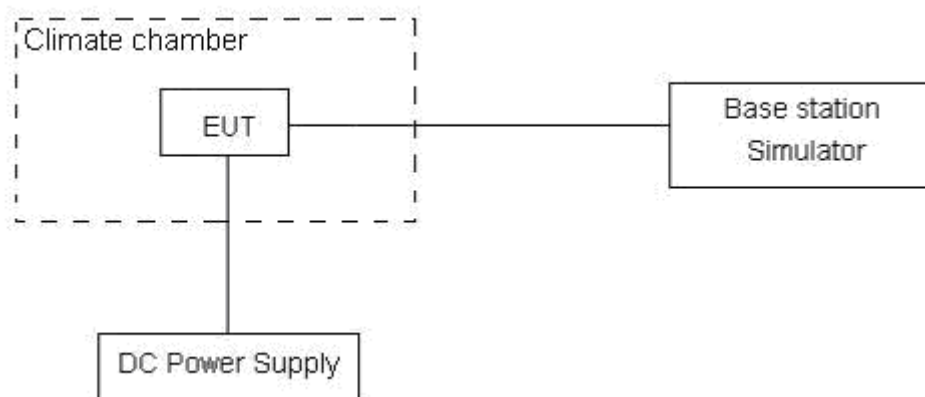 Climate chamber
EUT
Base station
Simulator
DC Power Supply